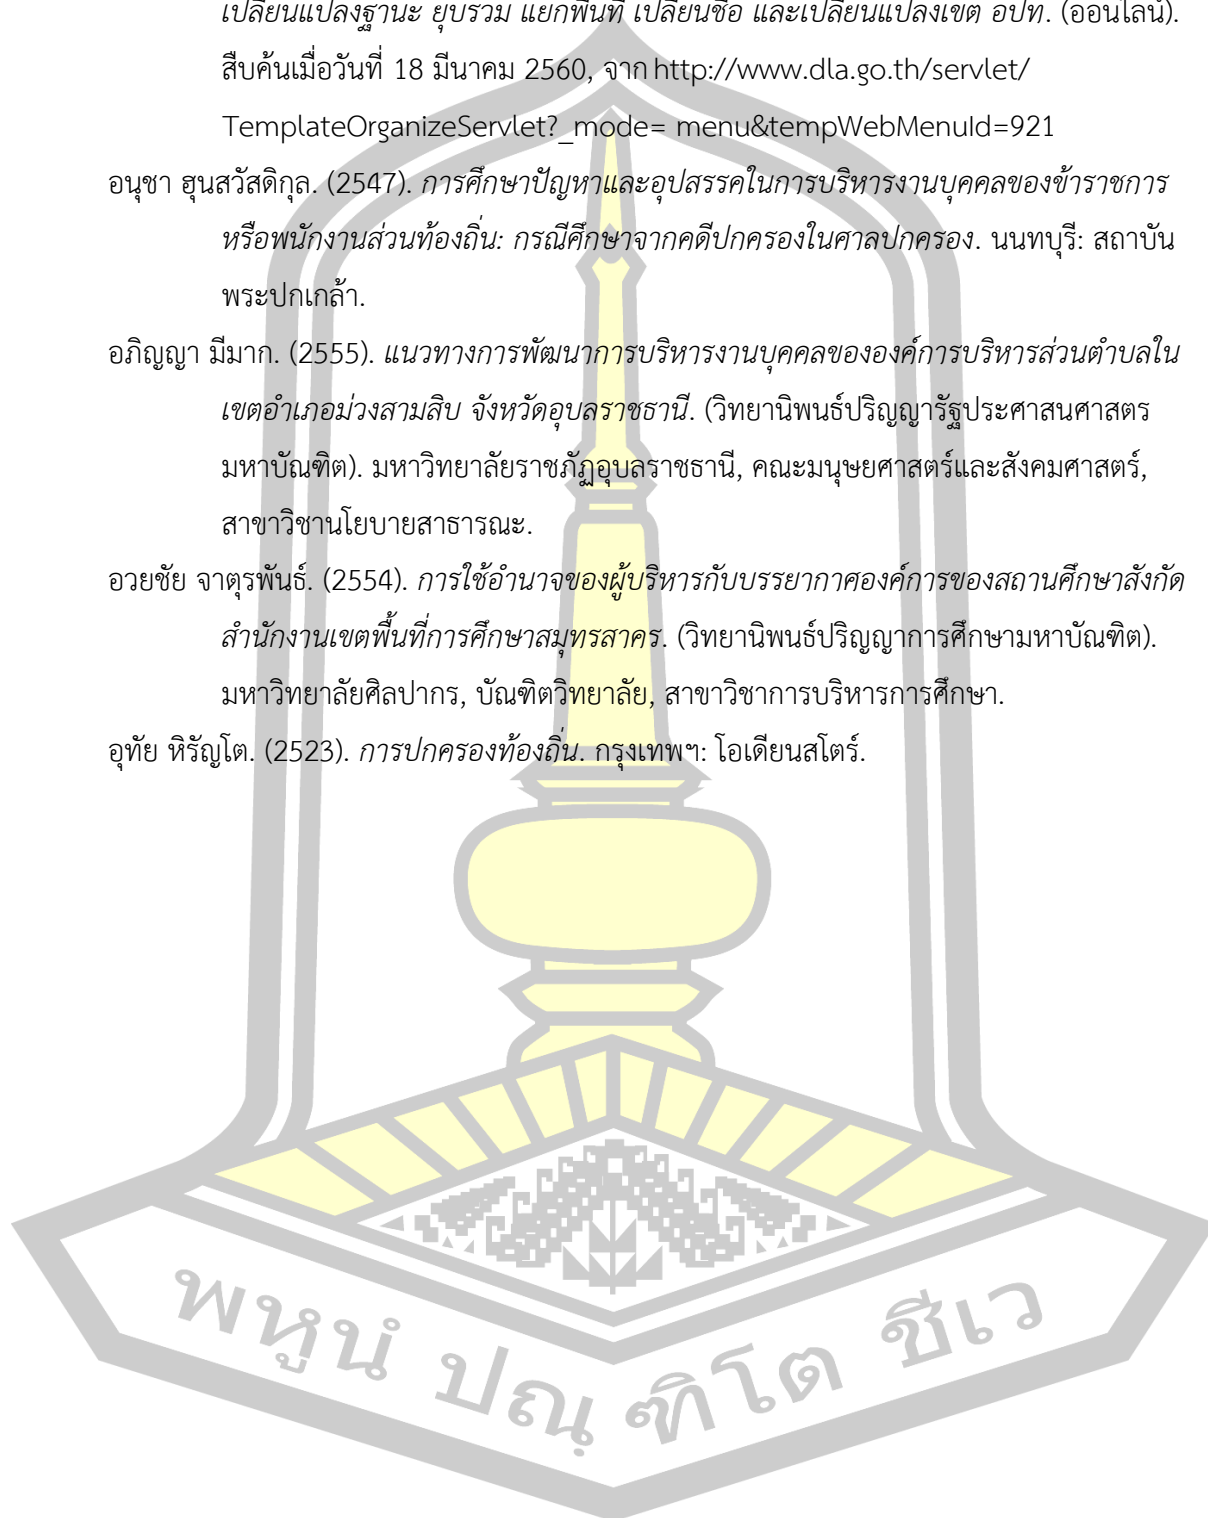 เปลี่ยนแปลงฐานะ ยุบรวม แยกพื้นที่ เปลี่ยนชื่อ และเปลี่ยนแปลงเขต อปท. (ออนไลน์).
สืบค้นเมื่อวันที่ 18 มีนาคม 2560, จาก http://www.dla.go.th/servlet/
TemplateOrganizeServlet?_mode= menu&tempWebMenuId=921
อนุชา ฮุนสวัสดิกุล. (2547). การศึกษาปัญหาและอุปสรรคในการบริหารงานบุคคลของข้าราชการ
หรือพนักงานส่วนท้องถิ่น: กรณีศึกษาจากคดีปกครองในศาลปกครอง. นนทบุรี: สถาบัน
พระปกเกล้า.
อภิญญา มีมาก. (2555). แนวทางการพัฒนาการบริหารงานบุคคลขององค์การบริหารส่วนตำบลใน
เขตอำเภอม่วงสามสิบ จังหวัดอุบลราชธานี. (วิทยานิพนธ์ปริญญารัฐประศาสนศาสตร
มหาบัณฑิต). มหาวิทยาลัยราชภัฏอุบลราชธานี, คณะมนุษยศาสตร์และสังคมศาสตร์,
สาขาวิชานโยบายสาธารณะ.
อวยชัย จาตุรพันธ์. (2554). การใช้อำนาจของผู้บริหารกับบรรยากาศองค์การของสถานศึกษาสังกัด
สำนักงานเขตพื้นที่การศึกษาสมุทรสาคร. (วิทยานิพนธ์ปริญญาการศึกษามหาบัณฑิต).
มหาวิทยาลัยศิลปากร, บัณฑิตวิทยาลัย, สาขาวิชาการบริหารการศึกษา.
อุทัย หิรัญโต. (2523). การปกครองท้องถิ่น. กรุงเทพฯ: โอเดียนสโตร์.
พหูนํ ปณฺฑิโต ชีเว